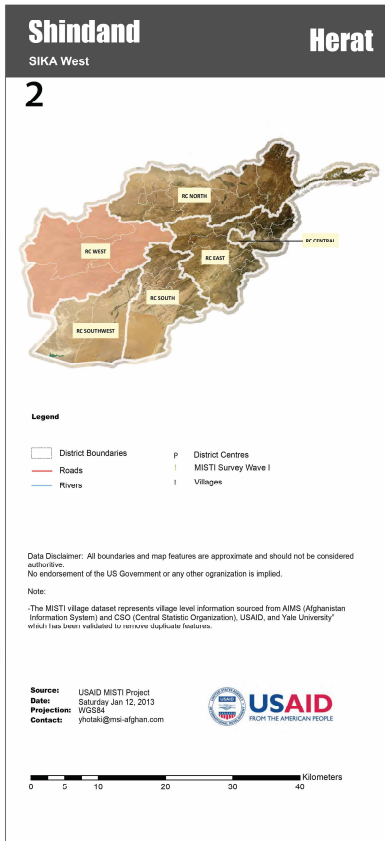 Shindand
Herat
SIKA West
2
RC NORTH
RC CENTRAL
RC WEST
RC EAST
RC SOUTH
RC SOUTHWEST
Legend
District Boundaries
Roads
Rivers
P District Centres
! MISTI Survey Wave I
! Villages
Data Disclaimer: All boundaries and map features are approximate and should not be considered
authoritive.
No endorsement of the US Government or any other ogranization is implied.
Note:
-The MISTI village dataset represents village level information sourced from AIMS (Afghanistan
Information System) and CSO (Central Statistic Organization), USAID, and Yale University"
which has been validated to remove duplicate features.
Source: USAID MISTI Project
Date: Saturday Jan 12, 2013
Projection: WGS84
Contact: yhotaki@msi-afghan.com
USAID
USAID
FROM THE AMERICAN PEOPLE
Kilometers
0 5 10 20 30 40